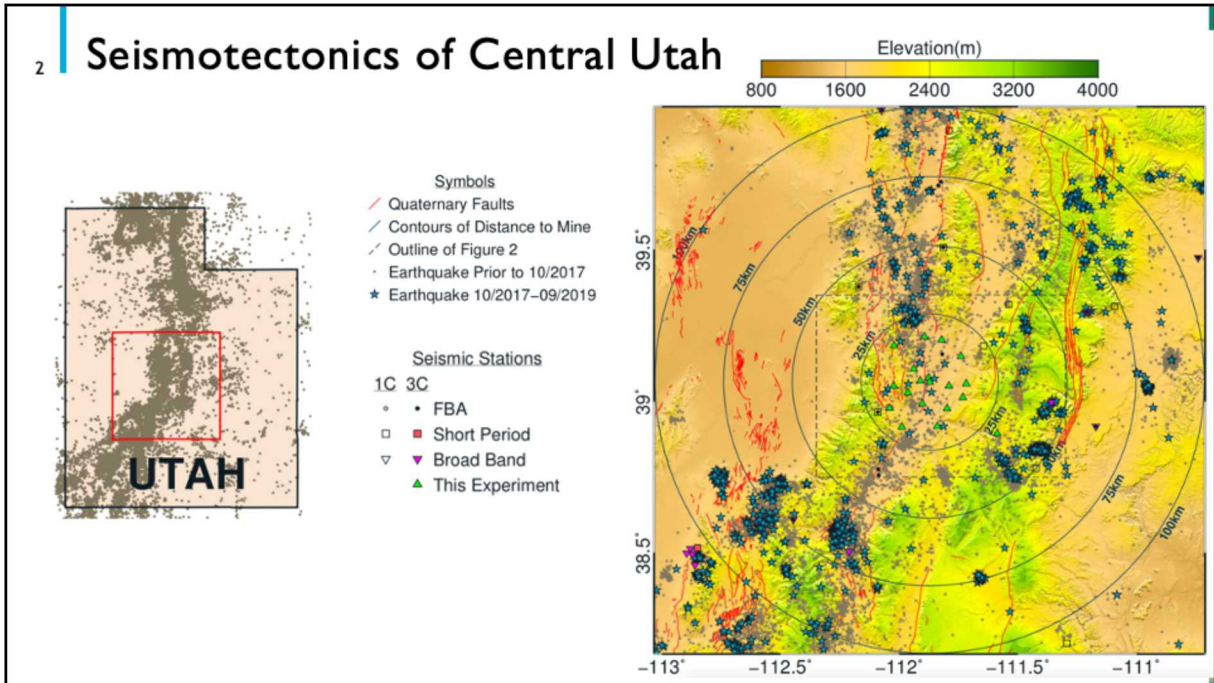 2
Seismotectonics of Central Utah
Elevation(m)
800 1600 2400 3200 4000
Symbols
Quaternary Faults
Contours of Distance to Mine
Outline of Figure 2
Earthquake Prior to 10/2017
Earthquake 10/2017–09/2019
Seismic Stations
1C 3C
FBA
Short Period
Broad Band
This Experiment
UTAH
100km
75km
50km
25km
25km
50km
75km
100km
39.5°
39°
38.5°
−113° −112.5° −112° −111.5° −111°